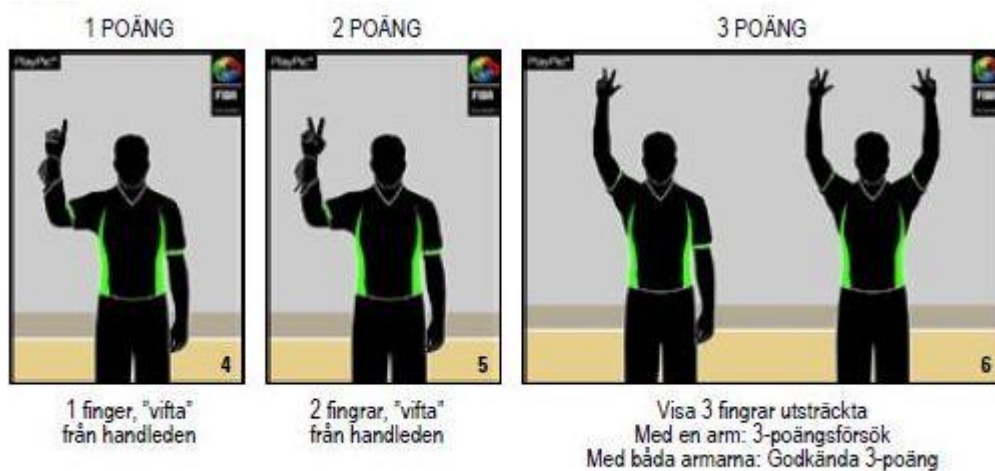 1 POÄNG
2 POÄNG
3 POÄNG
PlayPic
FIBA
4
PlayPic
FIBA
5
PlayPic
FIBA
6
1 finger, "vifta"
från handleden
2 fingrar, "vifta"
från handleden
Visa 3 fingrar utsträckta
Med en arm: 3-poängsförsök
Med båda armarna: Godkända 3-poäng